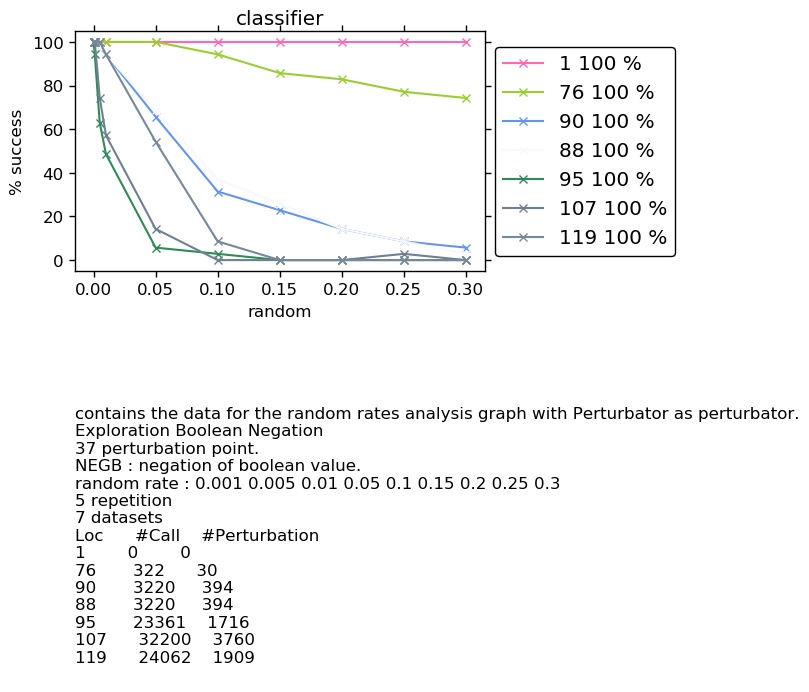 classifier
100
80
60
40
20
0
% success
0.00 0.05 0.10 0.15 0.20 0.25 0.30
random
1 100 %
76 100 %
90 100 %
88 100 %
95 100 %
107 100 %
119 100 %
contains the data for the random rates analysis graph with Perturbator as perturbator.
Exploration Boolean Negation
37 perturbation point.
NEGB : negation of boolean value.
random rate : 0.001 0.005 0.01 0.05 0.1 0.15 0.2 0.25 0.3
5 repetition
7 datasets
Loc #Call #Perturbation
1 0 0
76 322 30
90 3220 394
88 3220 394
95 23361 1716
107 32200 3760
119 24062 1909